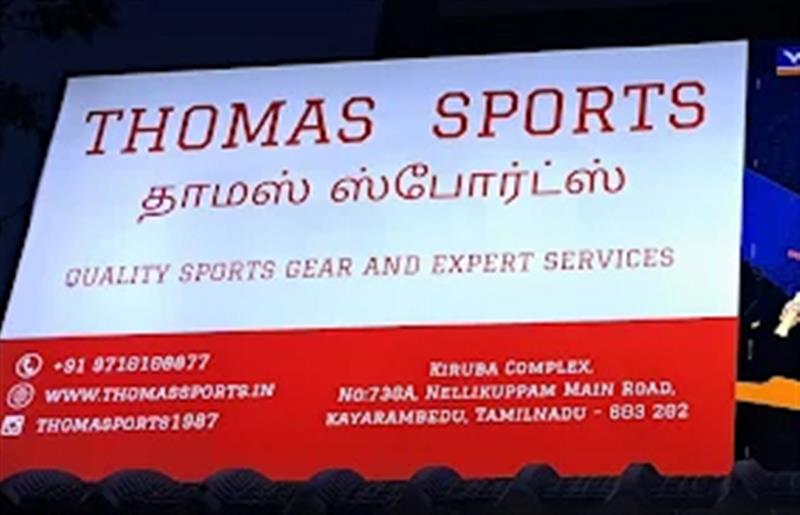 THOMAS SPORTS
தாமஸ் ஸ்போர்ட்ஸ்
QUALITY SPORTS GEAR AND EXPERT SERVICES
+91
WWW.THOMASSPORTS.IN
THOMASPORTS1987
KIRUBA COMPLEX,
No:738A, NELLIKUPPAM MAIN ROAD,
KAYARAMBEDU, TAMILNADU - 603 202